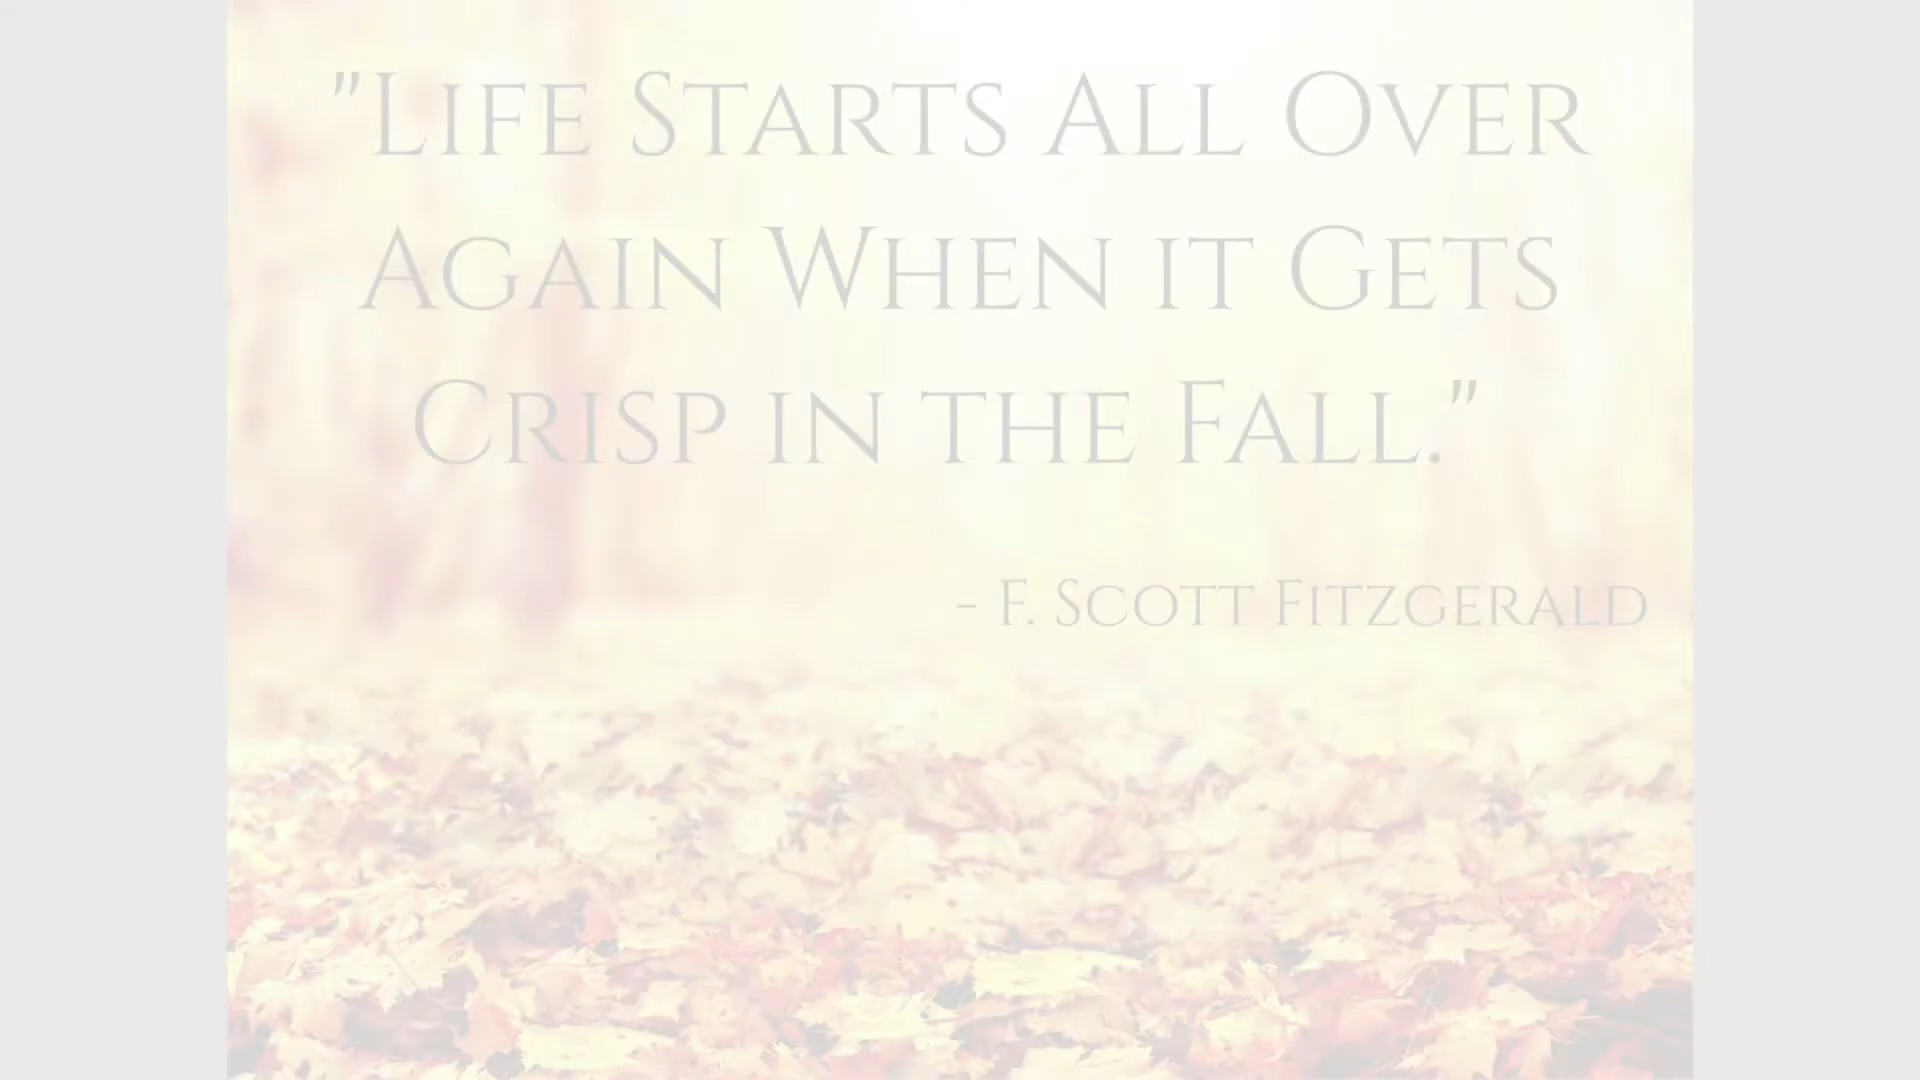 "Life Starts All Over
Again When it Gets
Crisp in the Fall."
- F. Scott Fitzgerald